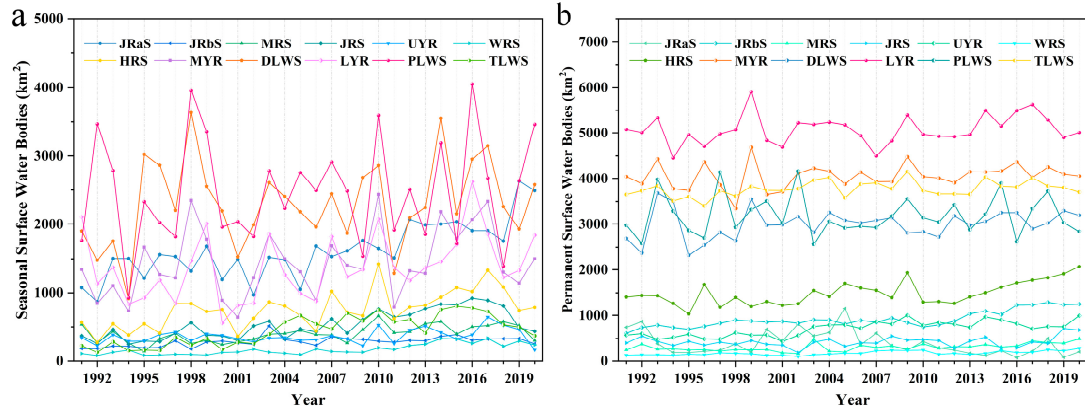 a
5000
4000
3000
2000
1000
0
Seasonal Surface Water Bodies (km²)
JRaS JRbS MRS JRS UYR WRS
HRS MYR DLWS LYR PLWS TLWS
1992 1995 1998 2001 2004 2007 2010 2013 2016 2019
Year
b
7000
6000
5000
4000
3000
2000
1000
0
Permanent Surface Water Bodies (km²)
JRaS JRbS MRS JRS UYR WRS
HRS MYR DLWS LYR PLWS TLWS
1992 1995 1998 2001 2004 2007 2010 2013 2016 2019
Year